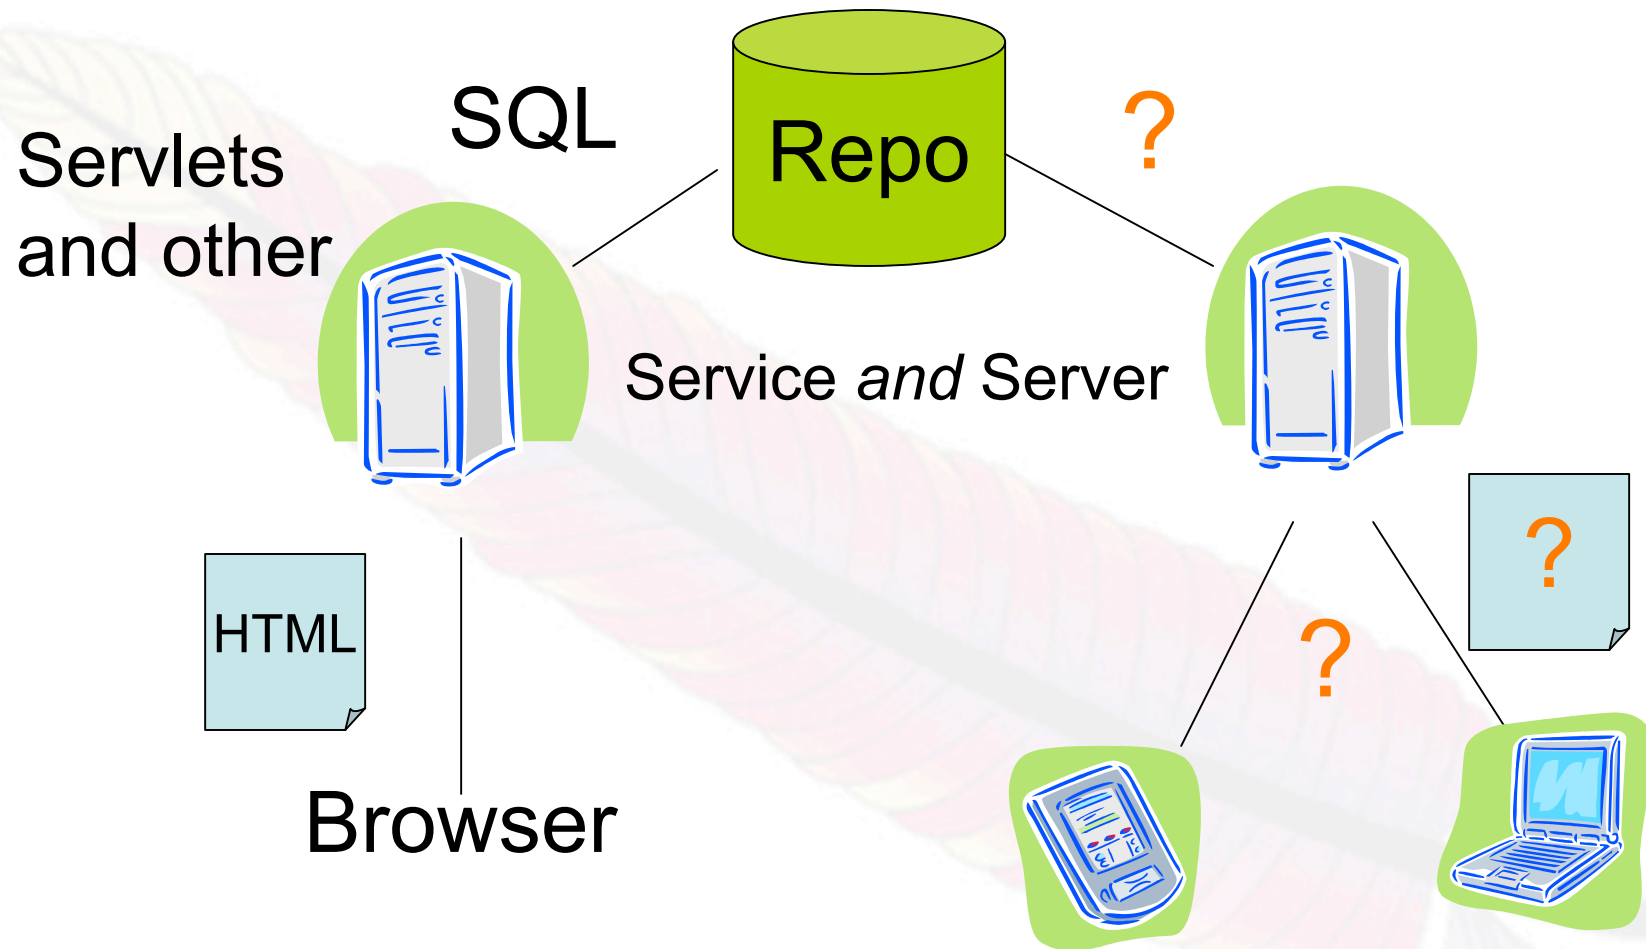 SQL
Repo
?
Servlets
and other
Service and Server
HTML
?
?
Browser